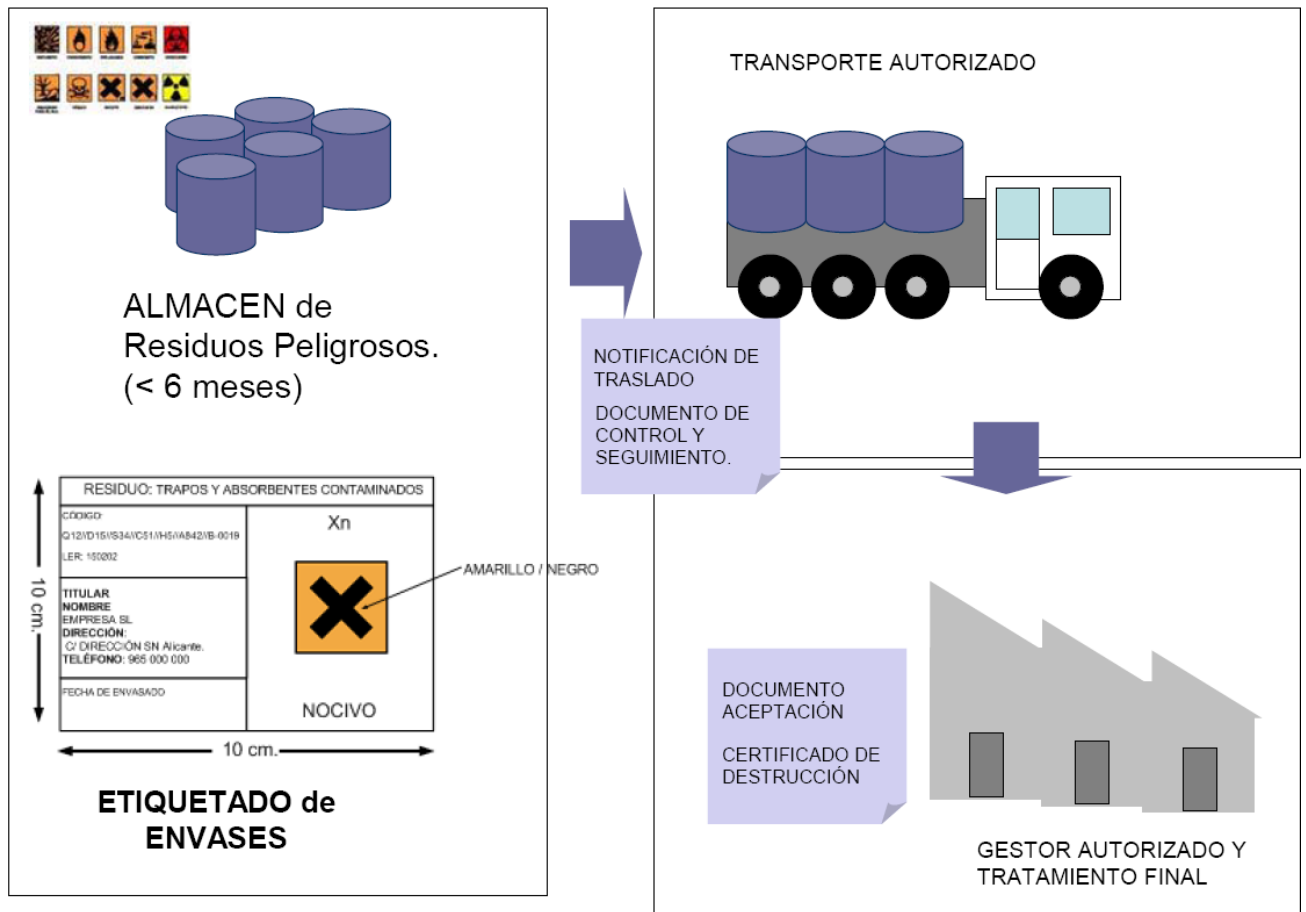 ALMACEN de
Residuos Peligrosos.
(< 6 meses)
RESIDUO: TRAPOS Y ABSORBENTES CONTAMINADOS
CÓDIGO:
Q12//D15//S34//C51//H5//A842//B-0019
LER: 150202
TITULAR
NOMBRE
EMPRESA SL
DIRECCIÓN:
C/ DIRECCIÓN SN Alicante.
TELÉFONO: 965 000 000
FECHA DE ENVASADO
Xn
NOCIVO
AMARILLO / NEGRO
10 cm.
10 cm.
ETIQUETADO de
ENVASES
TRANSPORTE AUTORIZADO
NOTIFICACIÓN DE
TRASLADO
DOCUMENTO DE
CONTROL Y
SEGUIMIENTO.
DOCUMENTO
ACEPTACIÓN
CERTIFICADO DE
DESTRUCCIÓN
GESTOR AUTORIZADO Y
TRATAMIENTO FINAL